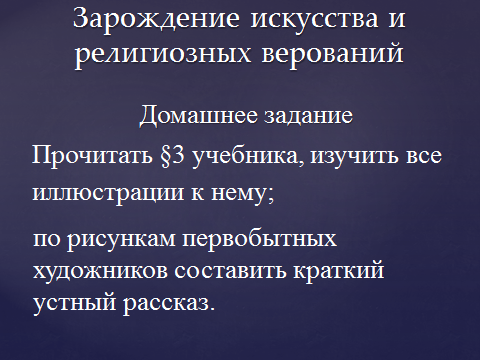 Зарождение искусства и
религиозных верований
Домашнее задание
Прочитать §3 учебника, изучить все
иллюстрации к нему;
по рисункам первобытных
художников составить краткий
устный рассказ.